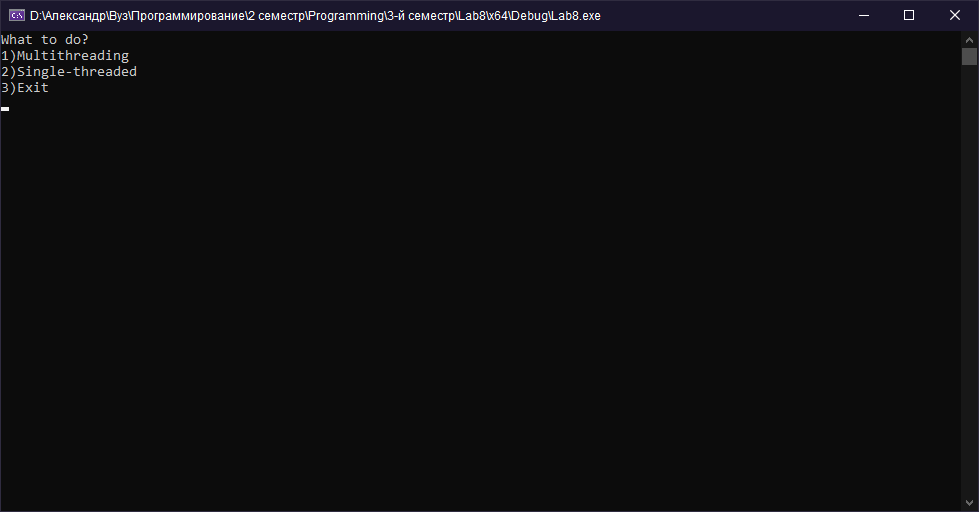 D:\Александр\Вуз\Программирование\2 семестр\Programming\3-й семестр\Lab8\x64\Debug\Lab8.exe
What to do?
1)Multithreading
2)Single-threaded
3)Exit